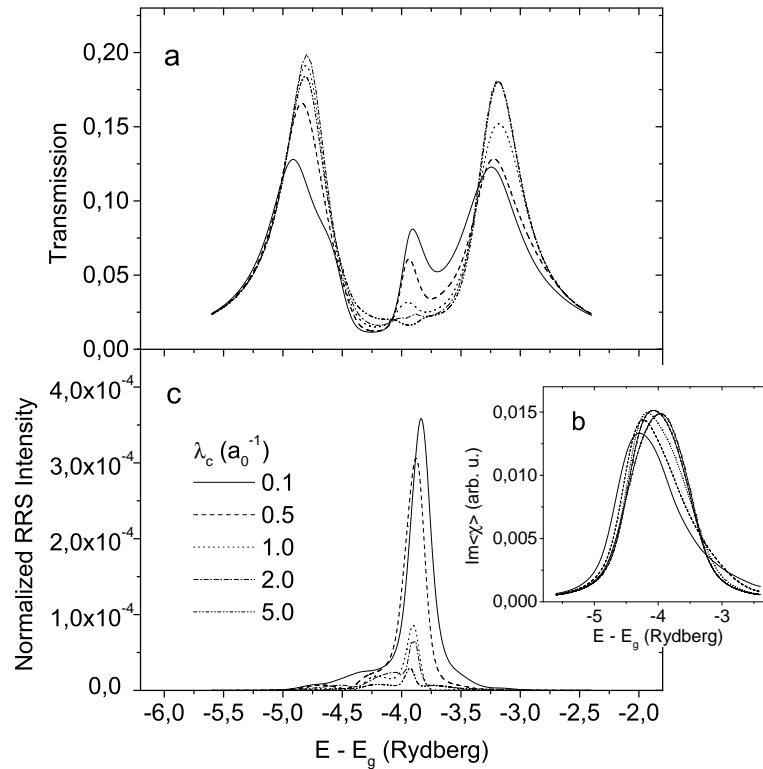 a
0,20
0,15
0,10
0,05
0,00
Transmission
c
4,0x10⁻⁴
3,0x10⁻⁴
2,0x10⁻⁴
1,0x10⁻⁴
0,0
Normalized RRS Intensity
λc (a₀⁻¹)
0.1
0.5
1.0
2.0
5.0
b
0,015
0,010
0,005
0,000
Im<χ> (arb. u.)
-5 -4 -3
E - Eg (Rydberg)
-6,0 -5,5 -5,0 -4,5 -4,0 -3,5 -3,0 -2,5 -2,0
E - Eg (Rydberg)